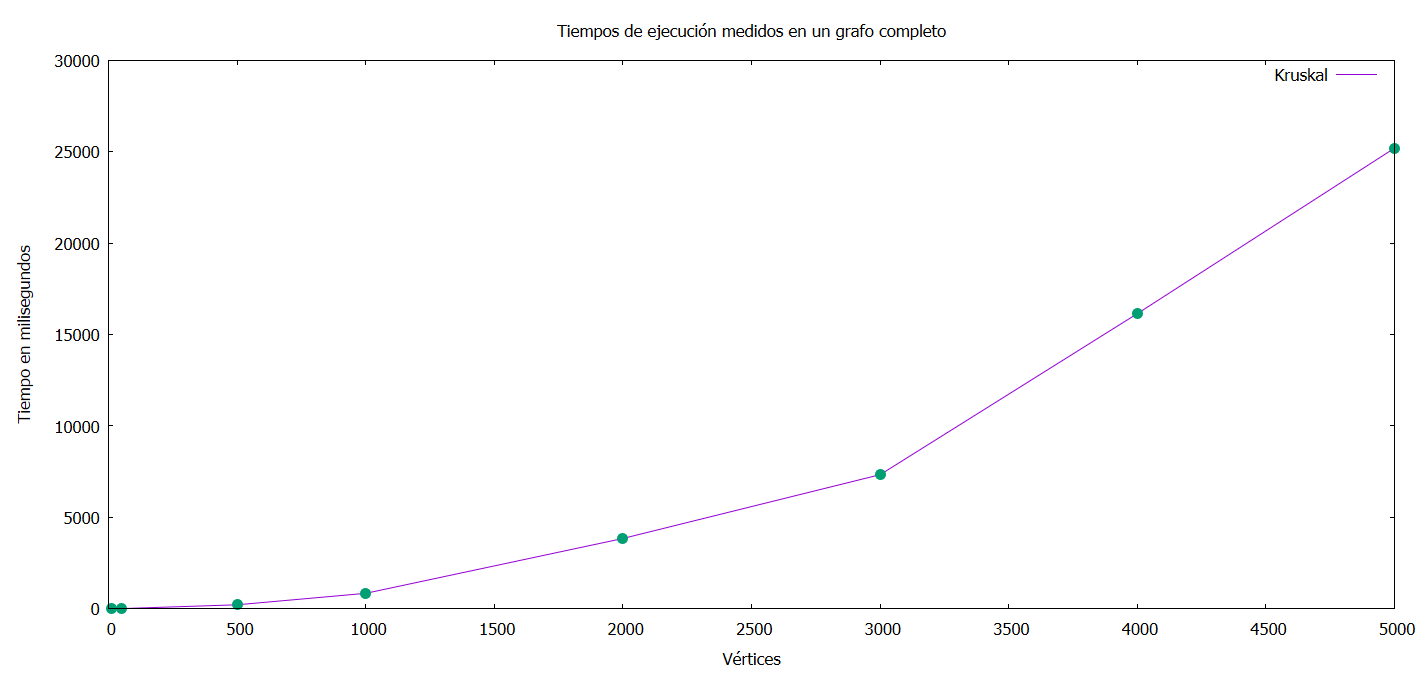 Tiempos de ejecución medidos en un grafo completo
Kruskal
30000
25000
20000
15000
10000
5000
0
Tiempo en milisegundos
0 500 1000 1500 2000 2500 3000 3500 4000 4500 5000
Vértices